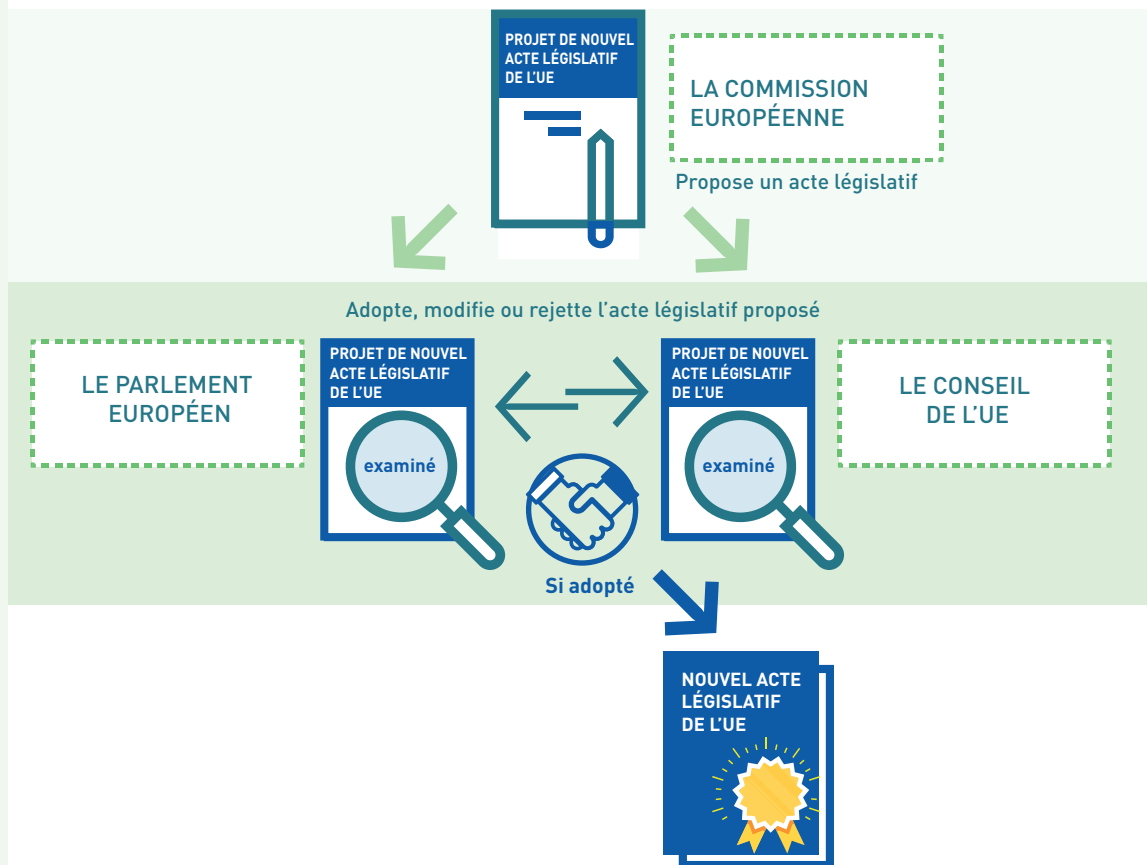 PROJET DE NOUVEL
ACTE LÉGISLATIF
DE L'UE
LA COMMISSION
EUROPÉENNE
Propose un acte législatif
Adopte, modifie ou rejette l'acte législatif proposé
LE PARLEMENT
EUROPÉEN
PROJET DE NOUVEL
ACTE LÉGISLATIF
DE L'UE
examiné
PROJET DE NOUVEL
ACTE LÉGISLATIF
DE L'UE
examiné
LE CONSEIL
DE L'UE
Si adopté
NOUVEL ACTE
LÉGISLATIF
DE L'UE